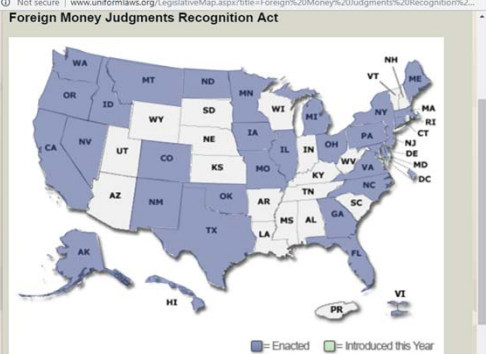 Not secure | www.uniformlaws.org/LegislativeMap.aspx?title=Foreign%20Money%20Judgments%20Recognition%2...
Foreign Money Judgments Recognition Act
NH
WA
VT
ME
MT
ND
MN
OR
ID
SD
WI
MI
NY
MA
RI
WY
CT
IA
PA
NJ
NE
OH
DE
NV
IL
IN
MD
CA
UT
CO
WV
VA
DC
KS
MO
KY
NC
TN
AZ
NM
OK
AR
SC
MS
AL
GA
TX
LA
AK
FL
HI
VI
PR
= Enacted
= Introduced this Year